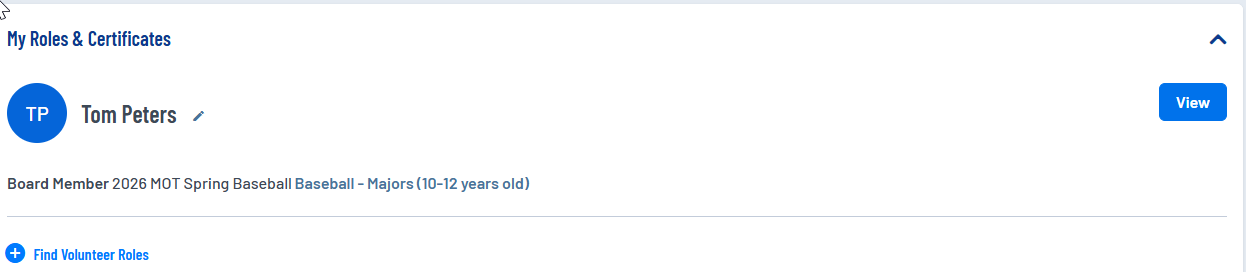 My Roles & Certificates
TP
Tom Peters
View
Board Member 2026 MOT Spring Baseball Baseball - Majors (10-12 years old)
Find Volunteer Roles